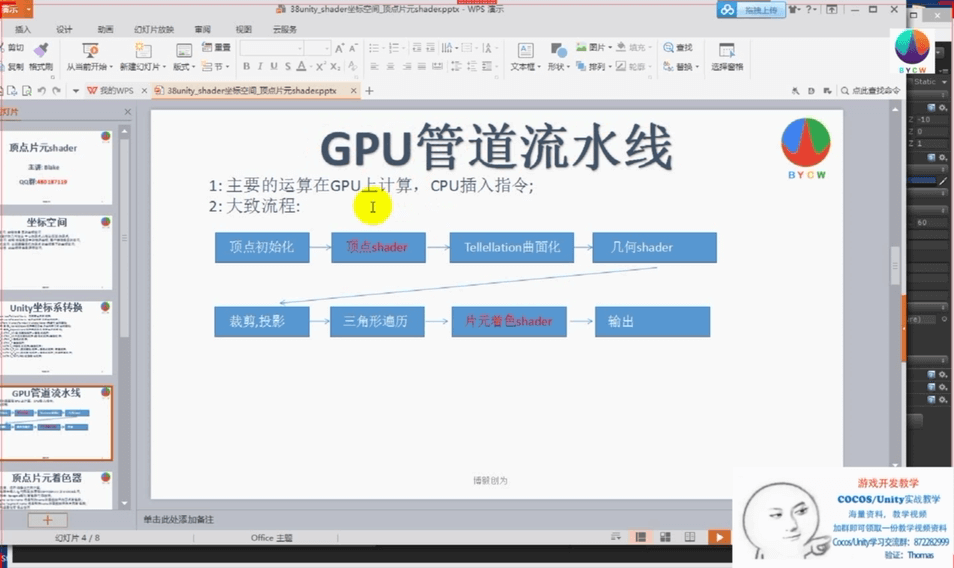 演示
38unity_shader坐标空间_顶点片元shader.pptx - WPS 演示
拖拽上传
插入 设计 动画 幻灯片放映 审阅 视图 云服务
剪切 复制 格式刷 从当前开始 新建幻灯片 版式 重置 节
B I U S A
文本框 形状 图片 填充 排列 轮廓 查找 替换 选择窗格
BYCW
Static
我的WPS
38unity_shader坐标空间_顶点片元shader.pptx
点此查找命令
幻灯片
顶点片元shader
主讲: Blake
坐标空间
Unity坐标系转换
GPU管道流水线
顶点片元着色器
GPU管道流水线
BYCW
1: 主要的运算在GPU上计算，CPU插入指令;
2: 大致流程:
顶点初始化
顶点shader
Tellellation曲面化
几何shader
裁剪,投影
三角形遍历
片元着色shader
输出
博毅创为
Z -10
Z 0
Z 1
60
单击此处添加备注
幻灯片 4 / 8
Office 主题
游戏开发教学
COCOS/Unity实战教学
海量资料，教学视频
加群即可领取一份教学视频资料
Cocos/Unity学习交流群：872282999
验证：Thomas